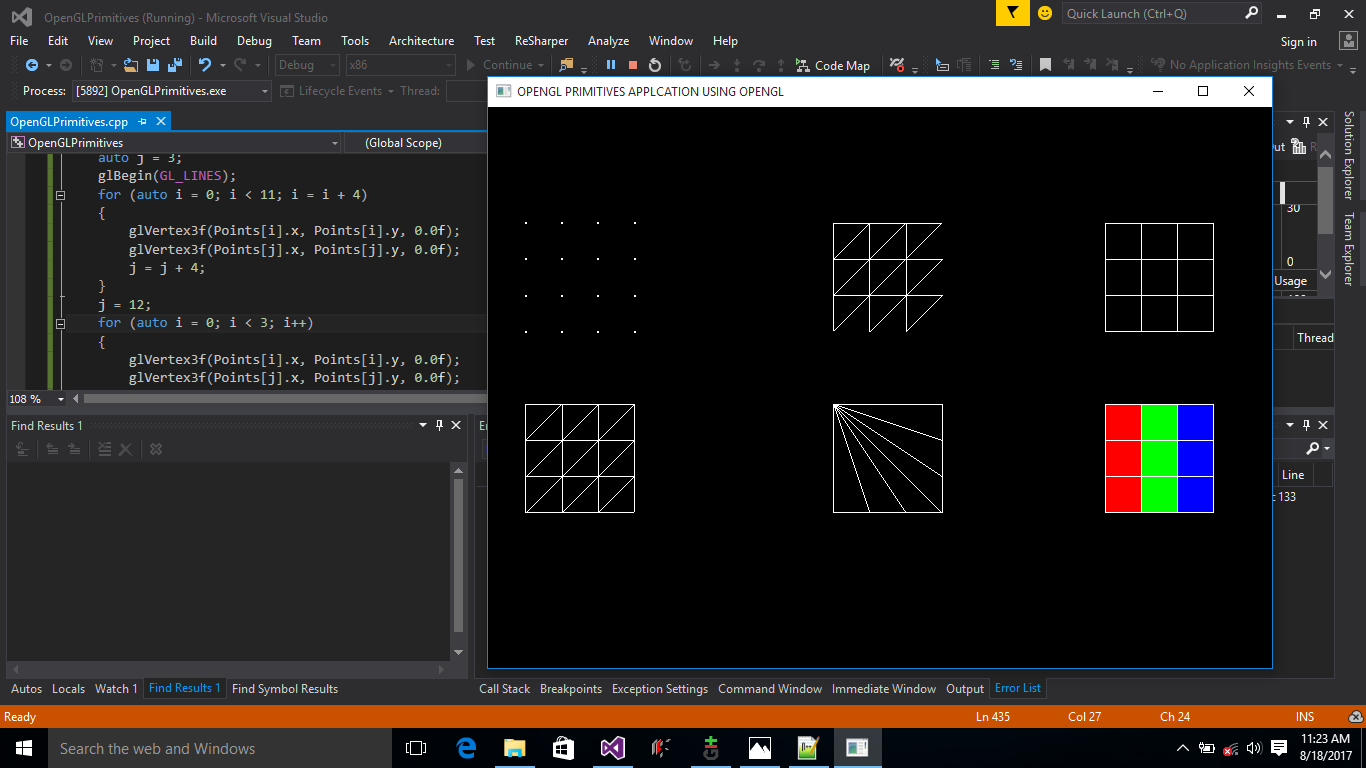 OpenGLPrimitives (Running) - Microsoft Visual Studio
Quick Launch (Ctrl+Q)
File Edit View Project Build Debug Team Tools Architecture Test ReSharper Analyze Window Help
Sign in
Debug x86 Continue Code Map No Application Insights Events
Process: [5892] OpenGLPrimitives.exe Lifecycle Events Thread:
OPENGL PRIMITIVES APPLCATION USING OPENGL
OpenGLPrimitives.cpp
OpenGLPrimitives (Global Scope)
auto j = 3;
glBegin(GL_LINES);
for (auto i = 0; i < 11; i = i + 4)
{
glVertex3f(Points[i].x, Points[i].y, 0.0f);
glVertex3f(Points[j].x, Points[j].y, 0.0f);
j = j + 4;
}
j = 12;
for (auto i = 0; i < 3; i++)
{
glVertex3f(Points[i].x, Points[i].y, 0.0f);
glVertex3f(Points[j].x, Points[j].y, 0.0f);
108 %
30
0
Usage
Thread
Solution Explorer
Team Explorer
Find Results 1
Line
133
Autos Locals Watch 1 Find Results 1 Find Symbol Results
Call Stack Breakpoints Exception Settings Command Window Immediate Window Output Error List
Ready Ln 435 Col 27 Ch 24 INS
Search the web and Windows
11:23 AM
8/18/2017